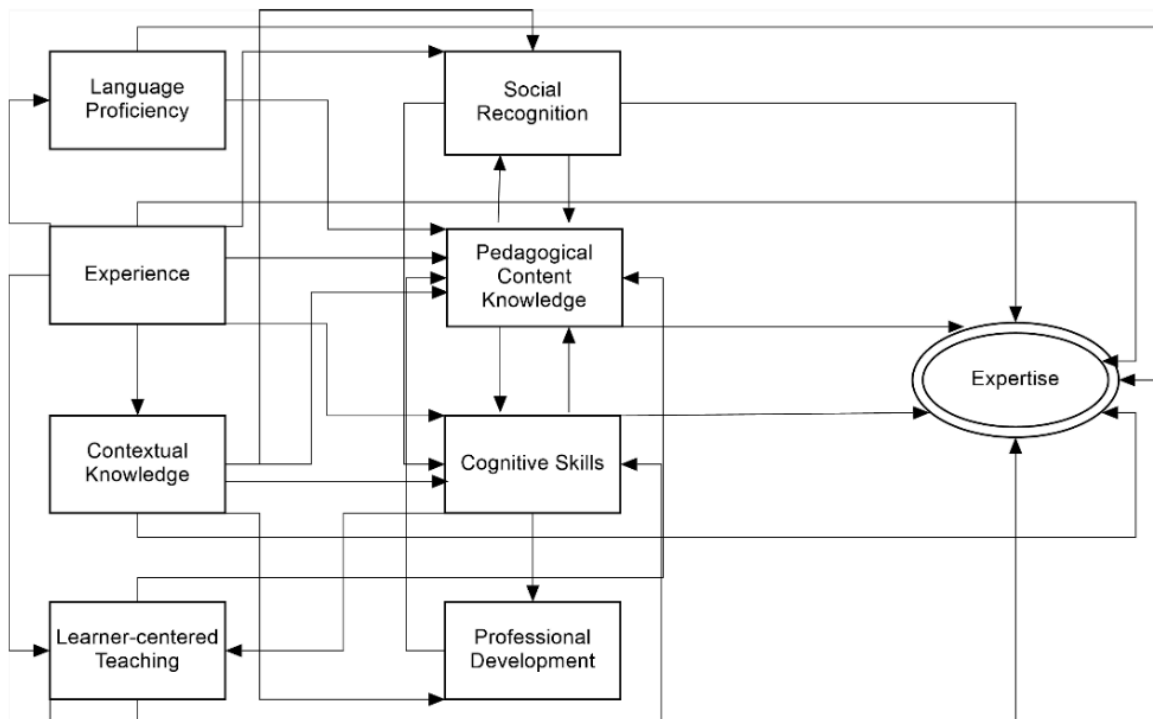 Language
Proficiency
Social
Recognition
Experience
Pedagogical
Content
Knowledge
Expertise
Contextual
Knowledge
Cognitive Skills
Learner-centered
Teaching
Professional
Development